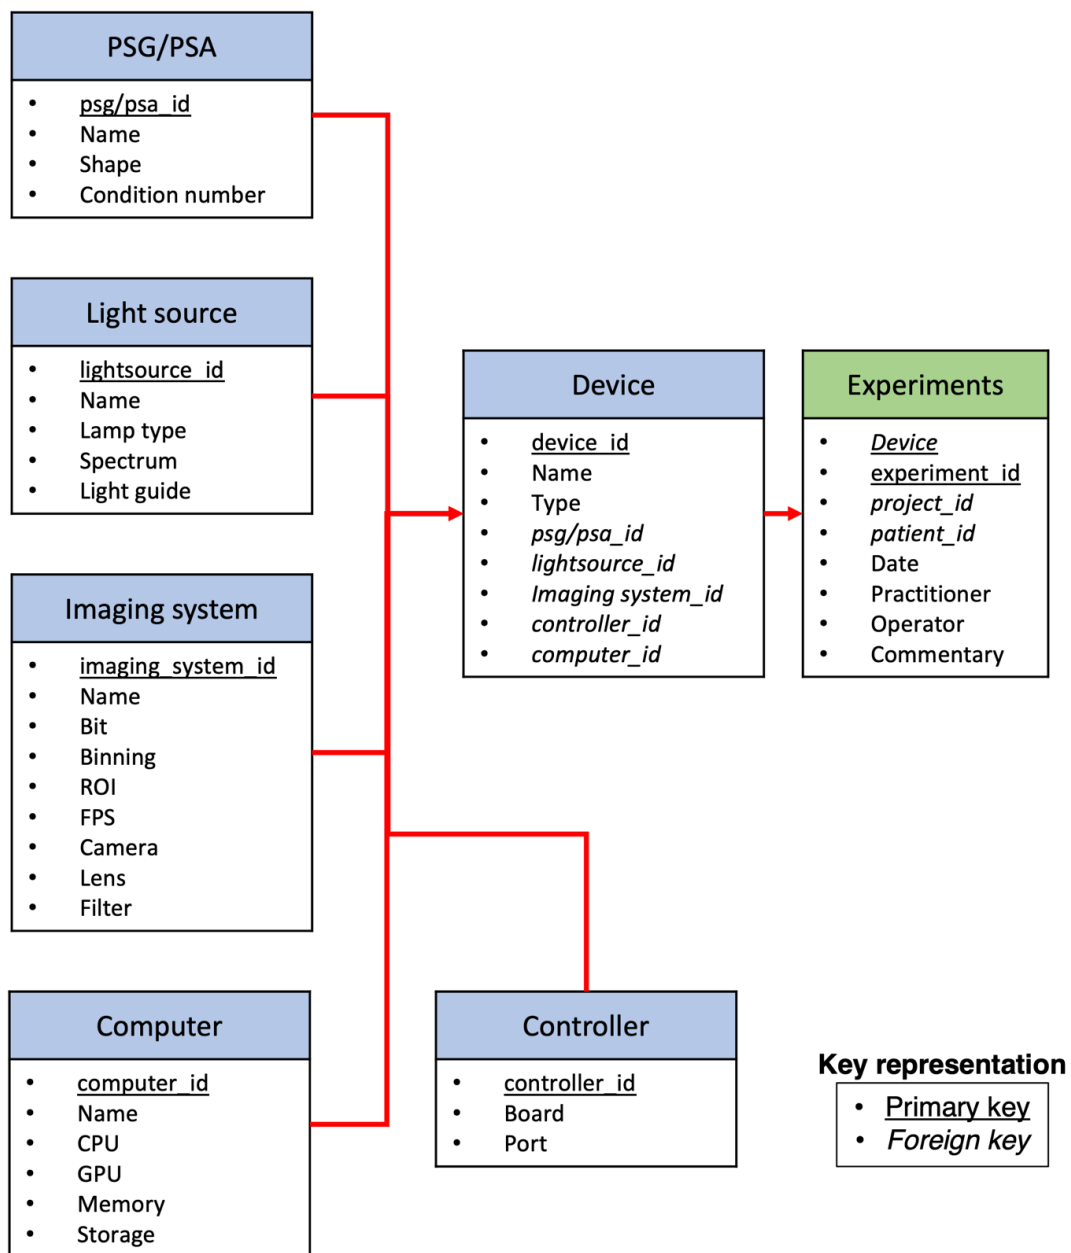 PSG/PSA
• psg/psa_id
• Name
• Shape
• Condition number
Light source
• lightsource_id
• Name
• Lamp type
• Spectrum
• Light guide
Imaging system
• imaging_system_id
• Name
• Bit
• Binning
• ROI
• FPS
• Camera
• Lens
• Filter
Computer
• computer_id
• Name
• CPU
• GPU
• Memory
• Storage
Device
• device_id
• Name
• Type
• psg/psa_id
• lightsource_id
• Imaging system_id
• controller_id
• computer_id
Experiments
• Device
• experiment_id
• project_id
• patient_id
• Date
• Practitioner
• Operator
• Commentary
Controller
• controller_id
• Board
• Port
Key representation
• Primary key
• Foreign key